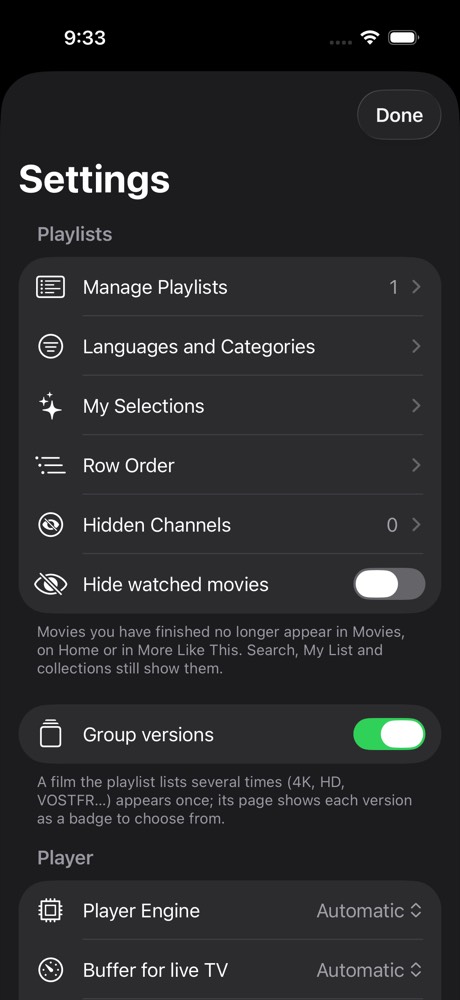 9:33
Done
Settings
Playlists
Manage Playlists 1
Languages and Categories
My Selections
Row Order
Hidden Channels 0
Hide watched movies
Movies you have finished no longer appear in Movies,
on Home or in More Like This. Search, My List and
collections still show them.
Group versions
A film the playlist lists several times (4K, HD,
VOSTFR…) appears once; its page shows each version
as a badge to choose from.
Player
Player Engine Automatic
Buffer for live TV Automatic